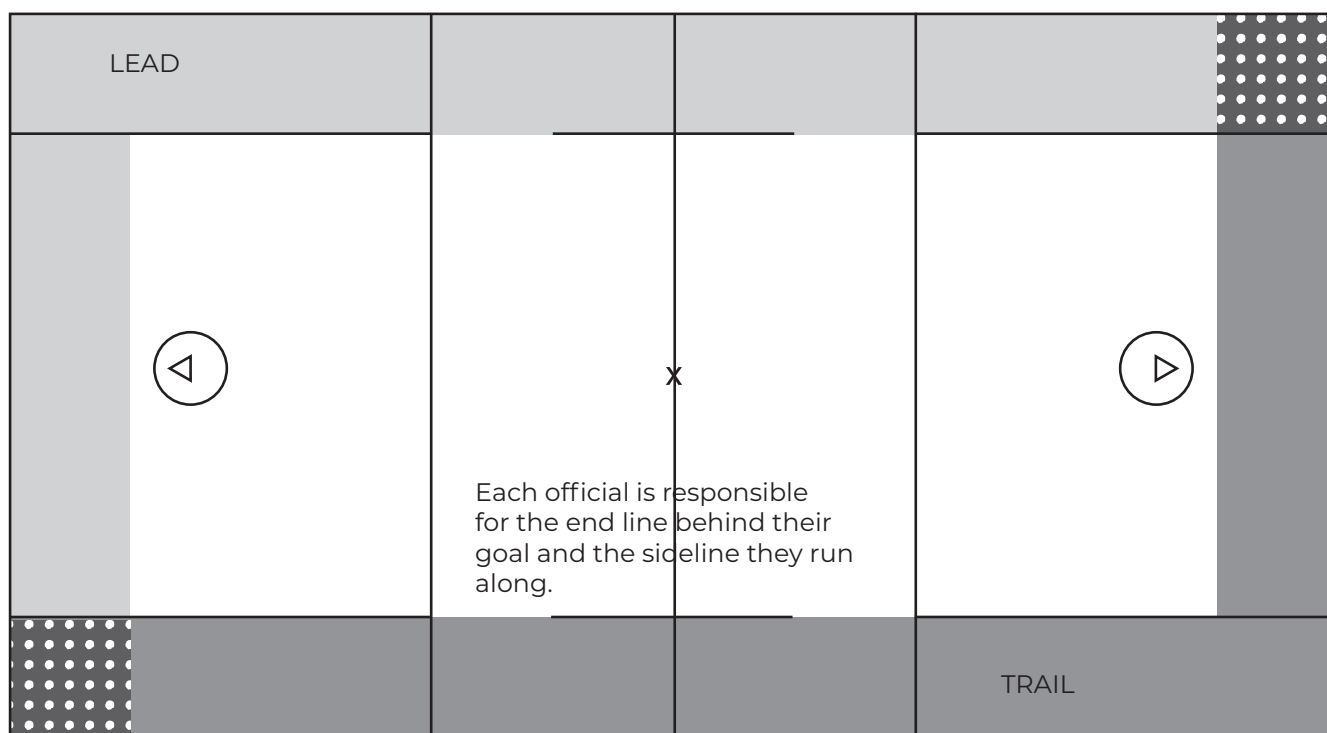 LEAD
X
Each official is responsible
for the end line behind their
goal and the sideline they run
along.
TRAIL